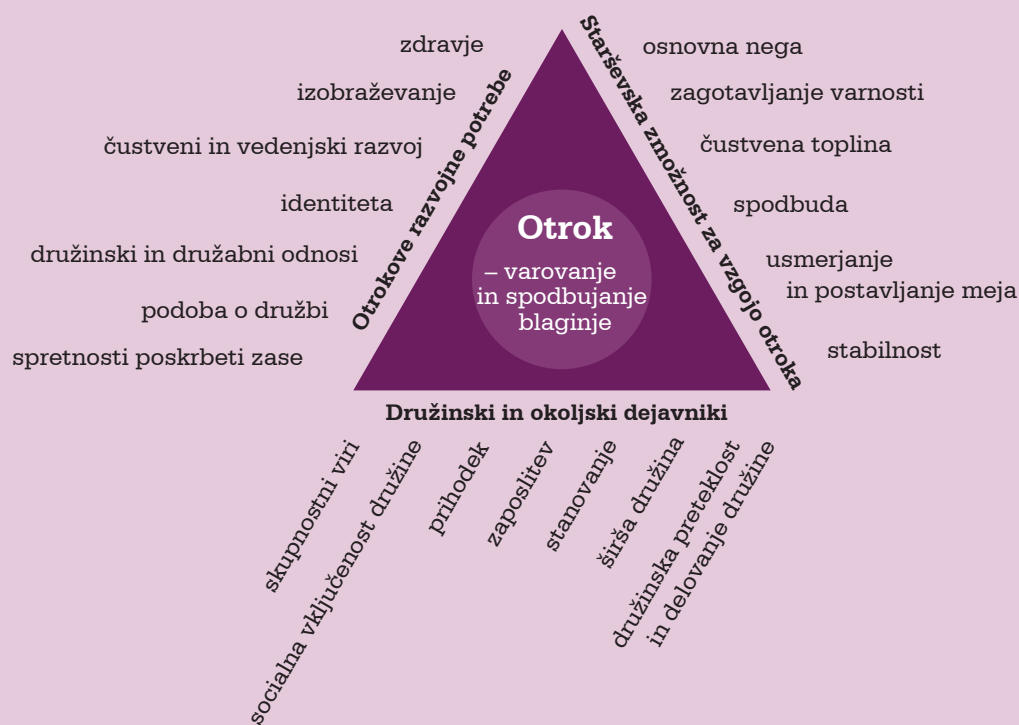 Otrokove razvojne potrebe
zdravje
izobraževanje
čustveni in vedenjski razvoj
identiteta
družinski in družabni odnosi
podoba o družbi
spretnosti poskrbeti zase
Starševska zmožnost za vzgojo otroka
osnovna nega
zagotavljanje varnosti
čustvena toplina
spodbuda
usmerjanje
in postavljanje meja
stabilnost
Otrok
– varovanje
in spodbujanje
blaginje
Družinski in okoljski dejavniki
skupnostni viri
socialna vključenost družine
prihodek
zaposlitev
stanovanje
širša družina
družinska preteklost
in delovanje družine